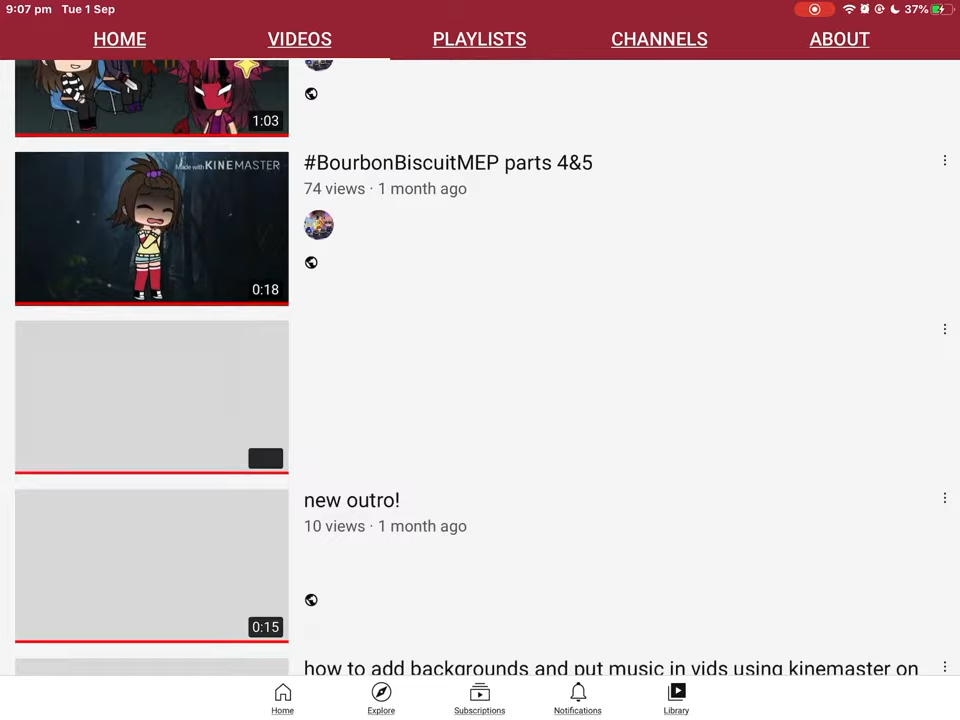 9:07 pm Tue 1 Sep 37%
HOME VIDEOS PLAYLISTS CHANNELS ABOUT
1:03
Made with KINEMASTER
0:18
#BourbonBiscuitMEP parts 4&5
74 views · 1 month ago
new outro!
10 views · 1 month ago
0:15
how to add backgrounds and put music in vids using kinemaster on
Home Explore Subscriptions Notifications Library